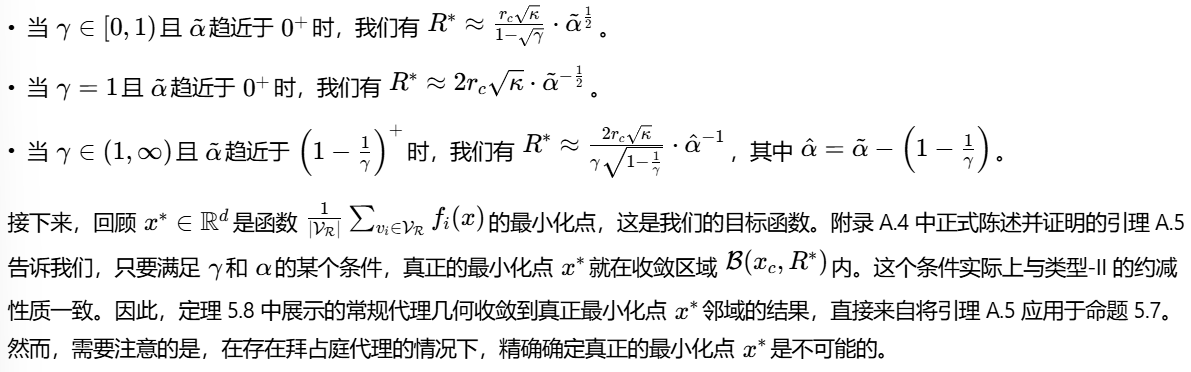 • 当 $\gamma \in [0, 1)$ 且 $\tilde{\alpha}$ 趋近于 $0^+$ 时，我们有 $R^* \approx \frac{r_c\sqrt{\kappa}}{1-\sqrt{\gamma}} \cdot \tilde{\alpha}^{\frac{1}{2}}$ 。
• 当 $\gamma = 1$ 且 $\tilde{\alpha}$ 趋近于 $0^+$ 时，我们有 $R^* \approx 2r_c\sqrt{\kappa} \cdot \tilde{\alpha}^{-\frac{1}{2}}$ 。
• 当 $\gamma \in (1, \infty)$ 且 $\tilde{\alpha}$ 趋近于 $\left(1 - \frac{1}{\gamma}\right)^+$ 时，我们有 $R^* \approx \frac{2r_c\sqrt{\kappa}}{\gamma\sqrt{1-\frac{1}{\gamma}}} \cdot \hat{\alpha}^{-1}$ ，其中 $\hat{\alpha} = \tilde{\alpha} - \left(1 - \frac{1}{\gamma}\right)$ 。
接下来，回顾 $x^* \in \mathbb{R}^d$ 是函数 $\frac{1}{|\mathcal{V}_\mathcal{R}|} \sum_{v_i \in \mathcal{V}_\mathcal{R}} f_i(x)$ 的最小化点，这是我们的目标函数。附录 A.4 中正式陈述并证明的引理 A.5
告诉我们，只要满足 $\gamma$ 和 $\alpha$ 的某个条件，真正的最小化点 $x^*$ 就在收敛区域 $\mathcal{B}(x_c, R^*)$ 内。这个条件实际上与类型-II 的约减
性质一致。因此，定理 5.8 中展示的常规代理几何收敛到真正最小化点 $x^*$ 邻域的结果，直接来自将引理 A.5 应用于命题 5.7。
然而，需要注意的是，在存在拜占庭代理的情况下，精确确定真正的最小化点 $x^*$ 是不可能的。